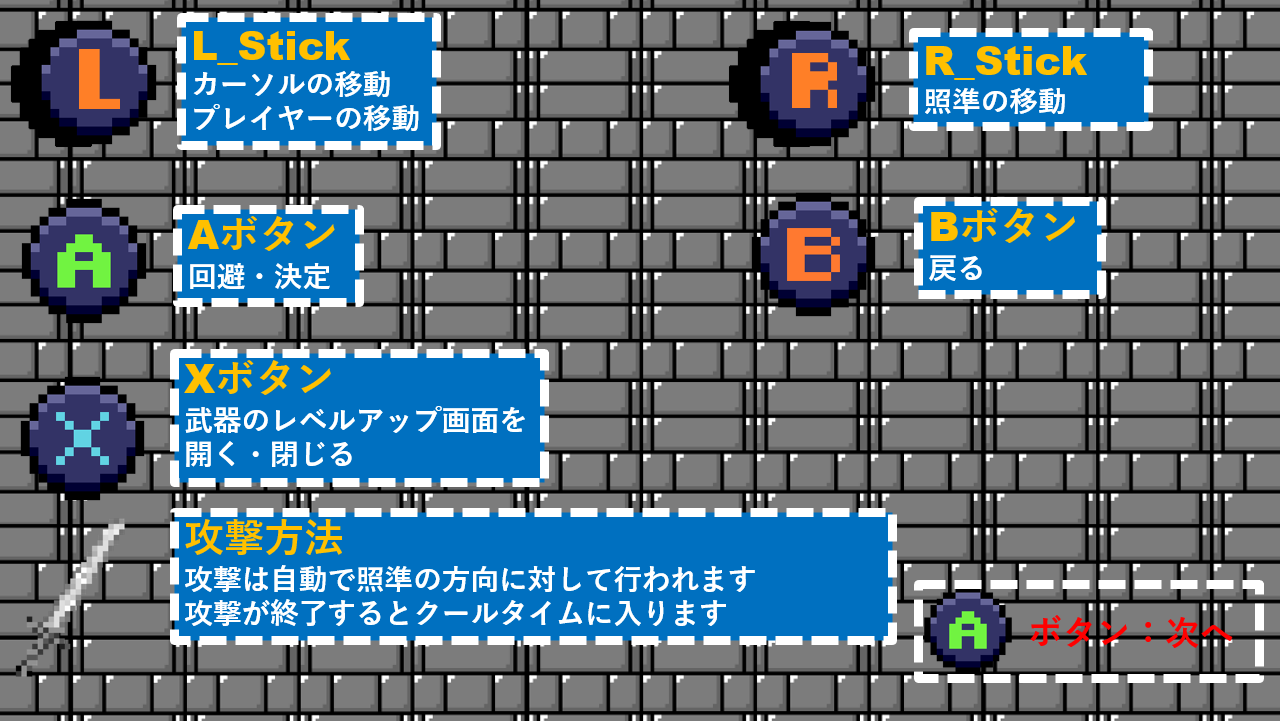 L
L_Stick
カーソルの移動
プレイヤーの移動
R
R_Stick
照準の移動
A
Aボタン
回避・決定
B
Bボタン
戻る
X
Xボタン
武器のレベルアップ画面を
開く・閉じる
攻撃方法
攻撃は自動で照準の方向に対して行われます
攻撃が終了するとクールタイムに入ります
A ボタン：次へ